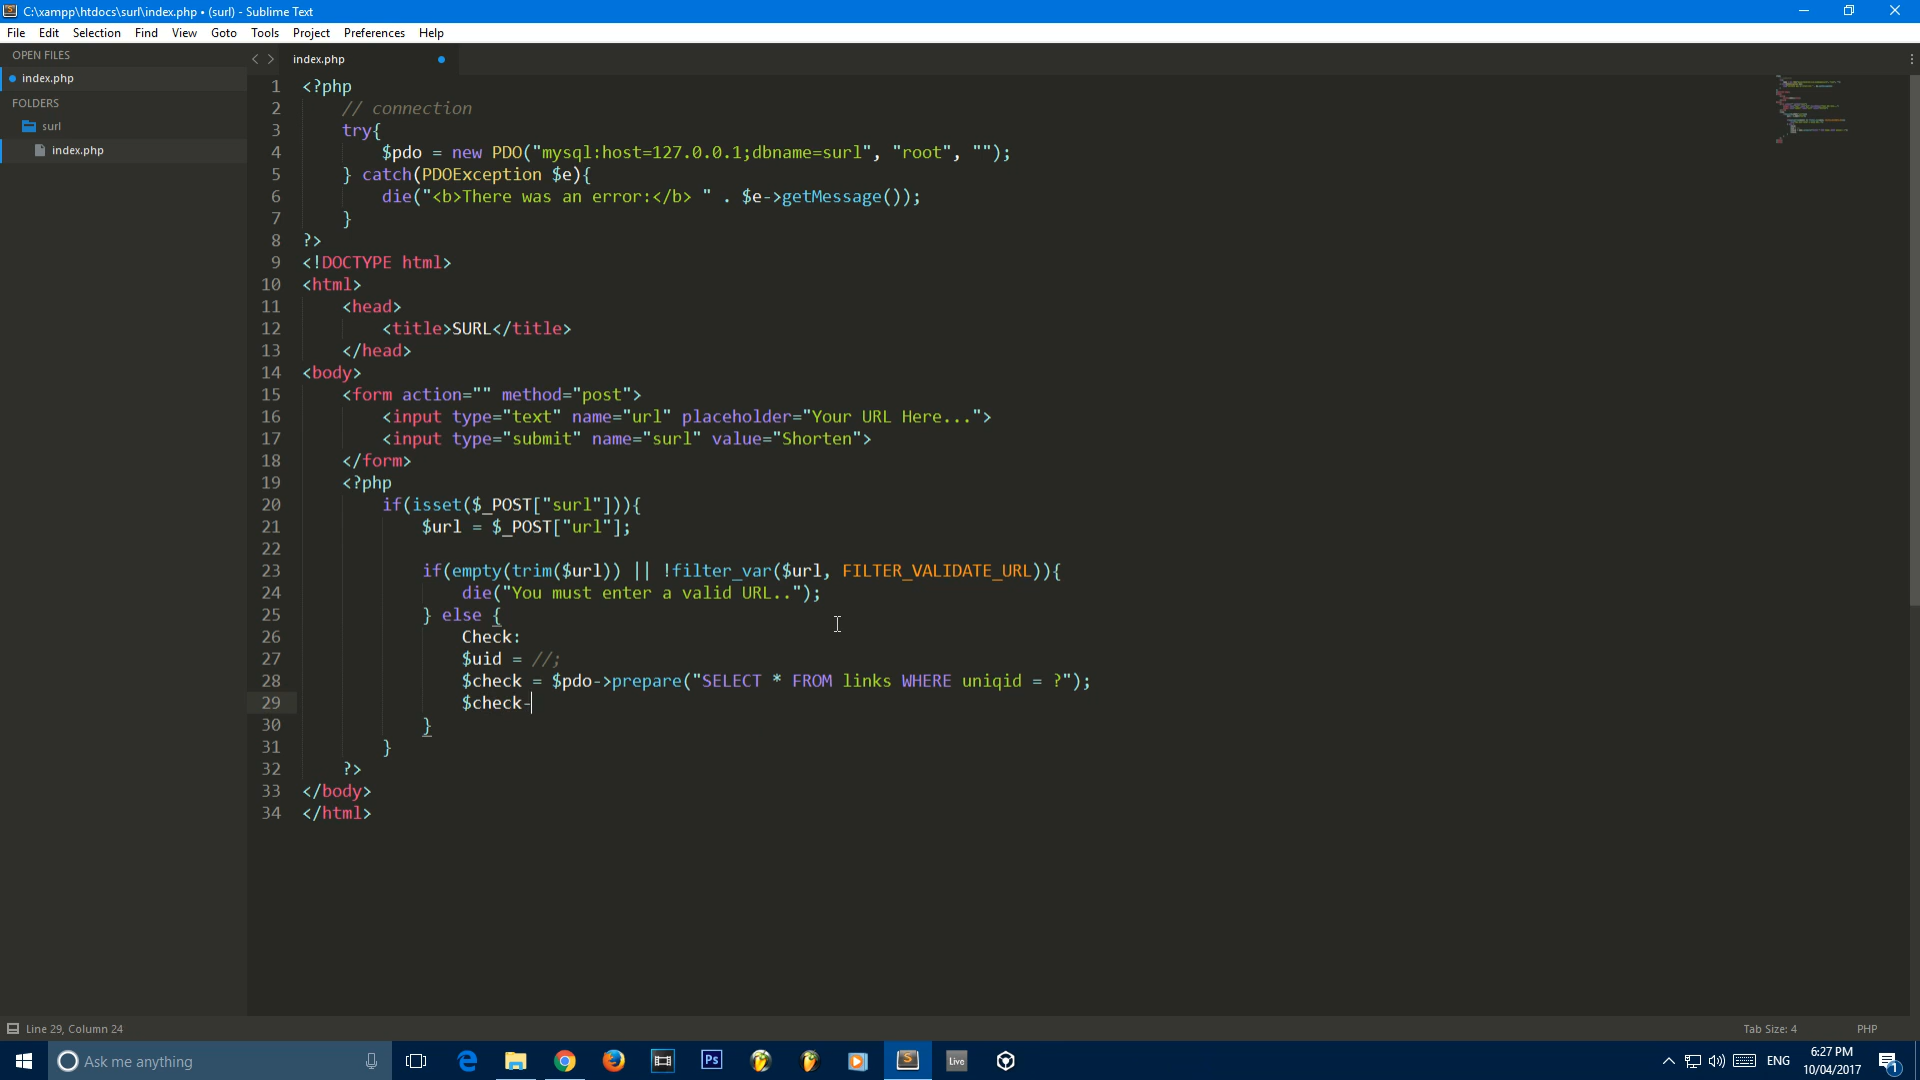 C:\xampp\htdocs\surl\index.php • (surl) - Sublime Text
File Edit Selection Find View Goto Tools Project Preferences Help
OPEN FILES
index.php
FOLDERS
surl
index.php
index.php
1 <?php
2 // connection
3 try{
4 $pdo = new PDO("mysql:host=127.0.0.1;dbname=surl", "root", "");
5 } catch(PDOException $e){
6 die("<b>There was an error:</b> " . $e->getMessage());
7 }
8 ?>
9 <!DOCTYPE html>
10 <html>
11 <head>
12 <title>SURL</title>
13 </head>
14 <body>
15 <form action="" method="post">
16 <input type="text" name="url" placeholder="Your URL Here...">
17 <input type="submit" name="surl" value="Shorten">
18 </form>
19 <?php
20 if(isset($_POST["surl"])){
21 $url = $_POST["url"];
22
23 if(empty(trim($url)) || !filter_var($url, FILTER_VALIDATE_URL)){
24 die("You must enter a valid URL..");
25 } else {
26 Check:
27 $uid = //;
28 $check = $pdo->prepare("SELECT * FROM links WHERE uniqid = ?");
29 $check-
30 }
31 }
32 ?>
33 </body>
34 </html>
Line 29, Column 24
Tab Size: 4
PHP
Ask me anything
Ps
Live
ENG
6:27 PM
10/04/2017
1